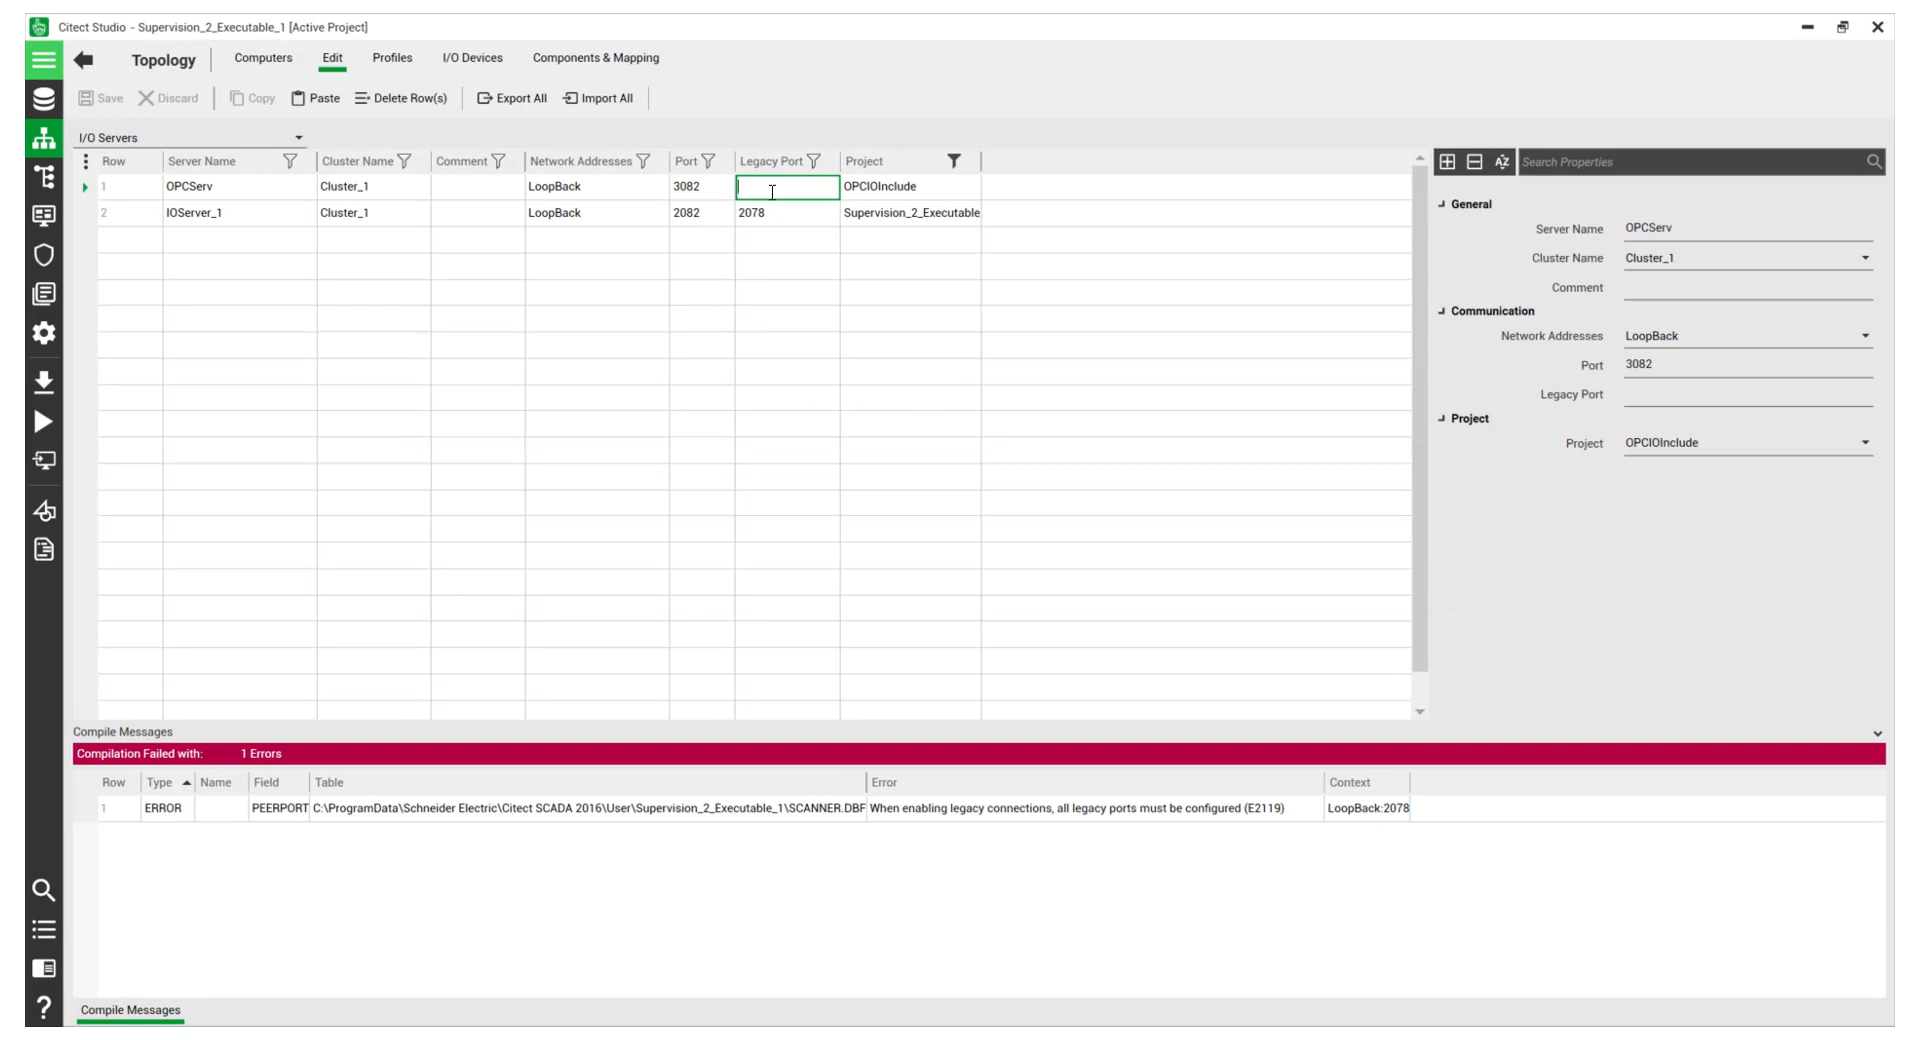 Citect Studio - Supervision_2_Executable_1 [Active Project]
Topology Computers Edit Profiles I/O Devices Components & Mapping
Save Discard Copy Paste Delete Row(s) Export All Import All
I/O Servers
Row Server Name Cluster Name Comment Network Addresses Port Legacy Port Project
1 OPCServ Cluster_1 LoopBack 3082 OPCIOInclude
2 IOServer_1 Cluster_1 LoopBack 2082 2078 Supervision_2_Executable
Search Properties
General
Server Name OPCServ
Cluster Name Cluster_1
Comment
Communication
Network Addresses LoopBack
Port 3082
Legacy Port
Project
Project OPCIOInclude
Compile Messages
Compilation Failed with: 1 Errors
Row Type Name Field Table Error Context
1 ERROR PEERPORT C:\ProgramData\Schneider Electric\Citect SCADA 2016\User\Supervision_2_Executable_1\SCANNER.DBF When enabling legacy connections, all legacy ports must be configured (E2119) LoopBack:2078
Compile Messages